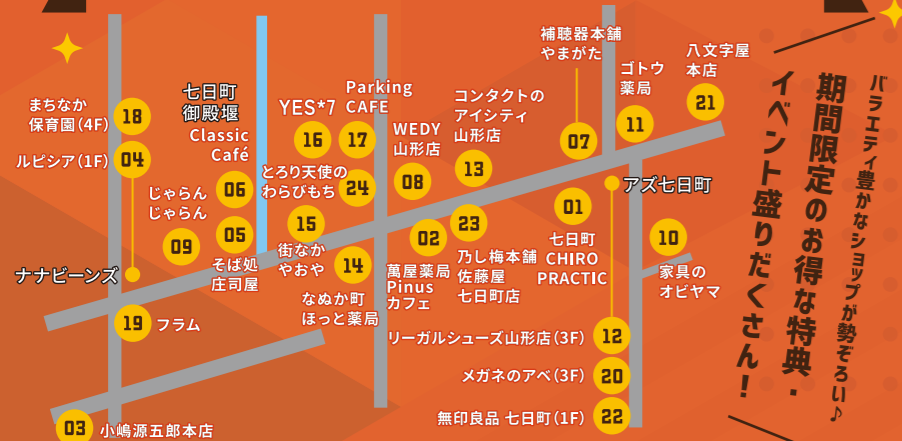 まちなか
保育園(4F)
18
ルピシア(1F)
04
ナナビーンズ
じゃらん
じゃらん
09
七日町
御殿堰
Classic
Café
06
05
そば処
庄司屋
19
フラム
03
小嶋源五郎本店
YES*7
16
Parking
CAFE
17
とろり天使の
わらびもち
24
15
街なか
やおや
14
なぬか町
ほっと薬局
WEDY
山形店
08
コンタクトの
アイシティ
山形店
13
02
萬屋薬局
Pinus
カフェ
23
乃し梅本舗
佐藤屋
七日町店
補聴器本舗
やまがた
07
ゴトウ
薬局
11
八文字屋
本店
21
アズ七日町
01
七日町
CHIRO
PRACTIC
10
家具の
オビヤマ
リーガルシューズ山形店(3F)
12
メガネのアベ(3F)
20
無印良品 七日町(1F)
22
バラエティ豊かなショップが勢ぞろい♪
期間限定のお得な特典・
イベント盛りだくさん!